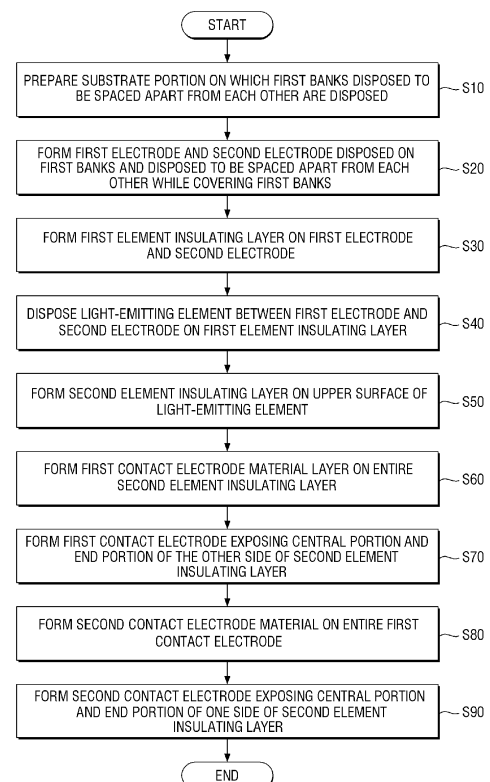 START
PREPARE SUBSTRATE PORTION ON WHICH FIRST BANKS DISPOSED TO
BE SPACED APART FROM EACH OTHER ARE DISPOSED
S10
FORM FIRST ELECTRODE AND SECOND ELECTRODE DISPOSED ON
FIRST BANKS AND DISPOSED TO BE SPACED APART FROM EACH
OTHER WHILE COVERING FIRST BANKS
S20
FORM FIRST ELEMENT INSULATING LAYER ON FIRST ELECTRODE
AND SECOND ELECTRODE
S30
DISPOSE LIGHT-EMITTING ELEMENT BETWEEN FIRST ELECTRODE AND
SECOND ELECTRODE ON FIRST ELEMENT INSULATING LAYER
S40
FORM SECOND ELEMENT INSULATING LAYER ON UPPER SURFACE OF
LIGHT-EMITTING ELEMENT
S50
FORM FIRST CONTACT ELECTRODE MATERIAL LAYER ON ENTIRE
SECOND ELEMENT INSULATING LAYER
S60
FORM FIRST CONTACT ELECTRODE EXPOSING CENTRAL PORTION AND
END PORTION OF THE OTHER SIDE OF SECOND ELEMENT
INSULATING LAYER
S70
FORM SECOND CONTACT ELECTRODE MATERIAL ON ENTIRE FIRST
CONTACT ELECTRODE
S80
FORM SECOND CONTACT ELECTRODE EXPOSING CENTRAL PORTION
AND END PORTION OF ONE SIDE OF SECOND ELEMENT
INSULATING LAYER
S90
END